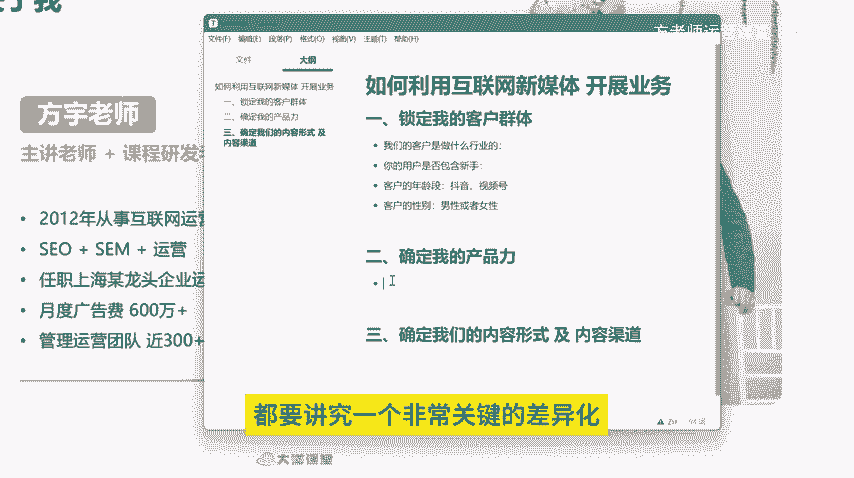 方宇老师
主讲老师 + 课程研发
• 2012年从事互联网运营
• SEO + SEM + 运营
• 任职上海某龙头企业运
• 月度广告费 600万+
• 管理运营团队 近300+
文件(F) 编辑(E) 段落(P) 格式(O) 视图(V) 主题(T) 帮助(H)
文件 大纲
如何利用互联网新媒体 开展业务
一、锁定我的客户群体
二、确定我的产品力
三、确定我们的内容形式 及
内容渠道
如何利用互联网新媒体 开展业务
一、锁定我的客户群体
• 我们的客户是做什么行业的：
• 你的用户是否包含新手：
• 客户的年龄段：抖音、视频号
• 客户的性别：男性或者女性
二、确定我的产品力
•
三、确定我们的内容形式 及 内容渠道
都要讲究一个非常关键的差异化